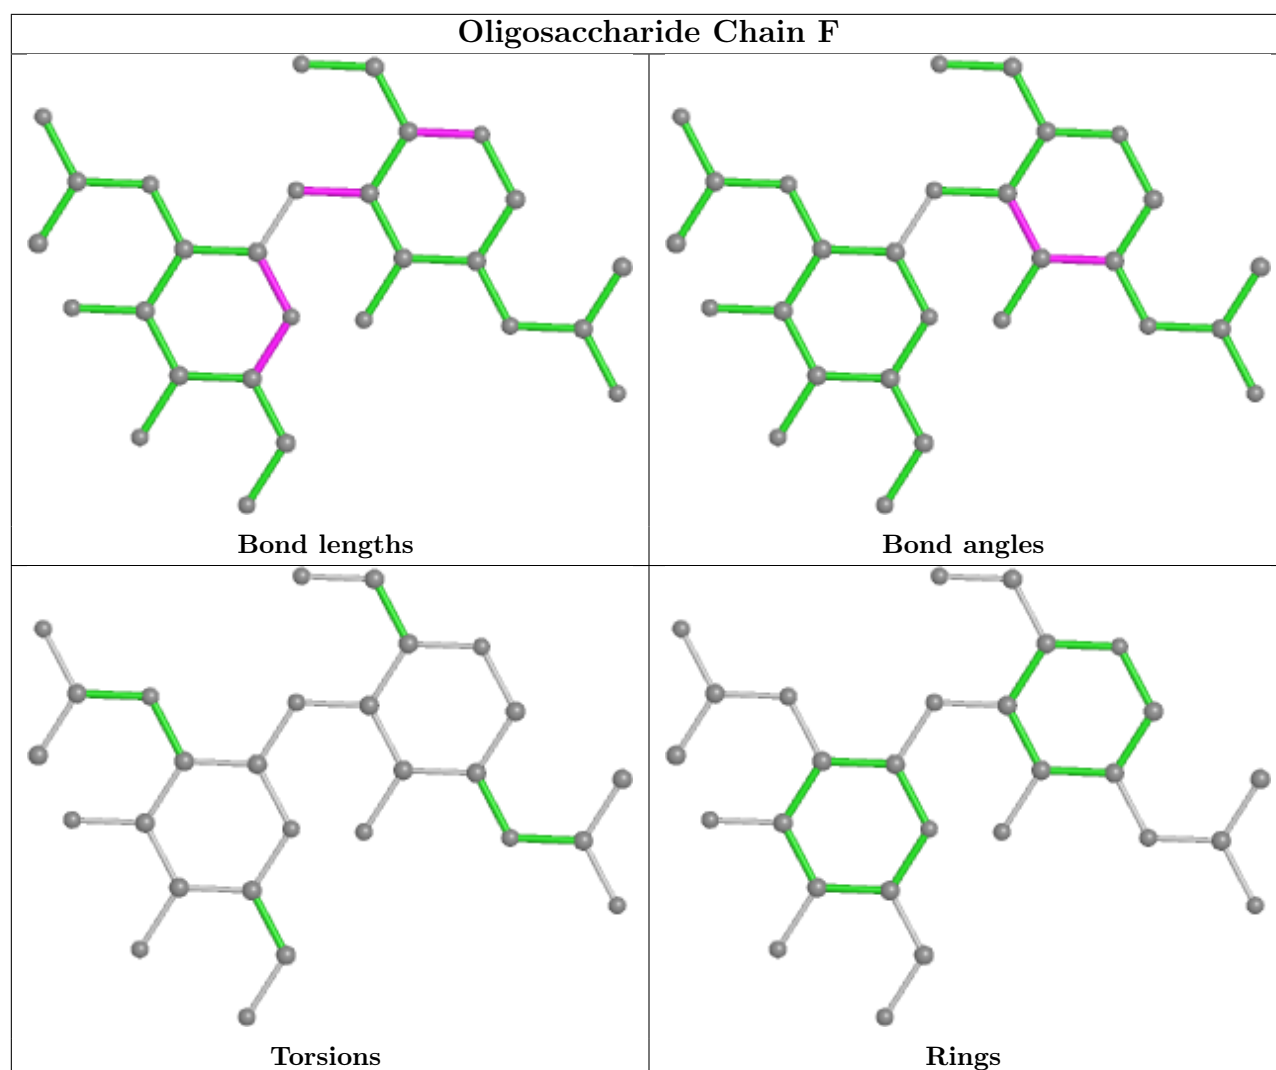 Oligosaccharide Chain F
Bond lengths
Bond angles
Torsions
Rings